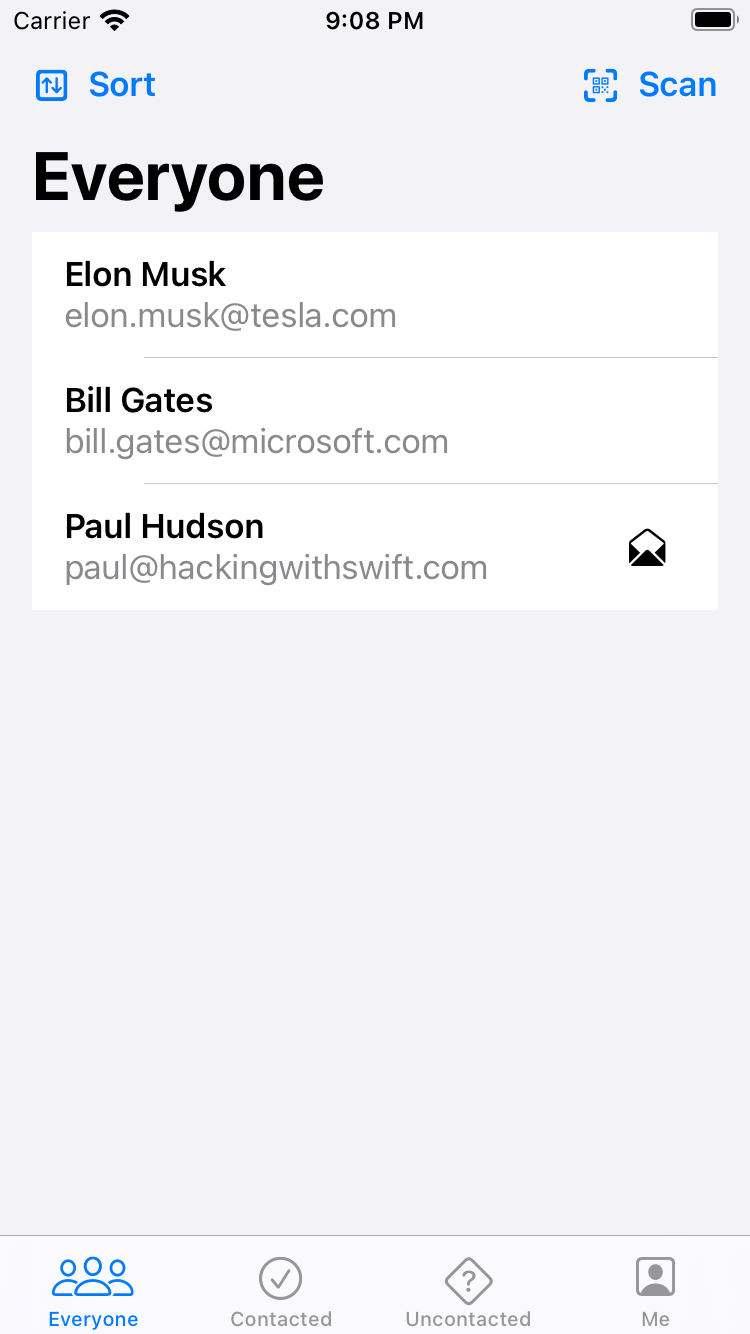 Carrier 9:08 PM
Sort Scan
Everyone
Elon Musk
elon.musk@tesla.com
Bill Gates
bill.gates@microsoft.com
Paul Hudson
paul@hackingwithswift.com
Everyone Contacted Uncontacted Me